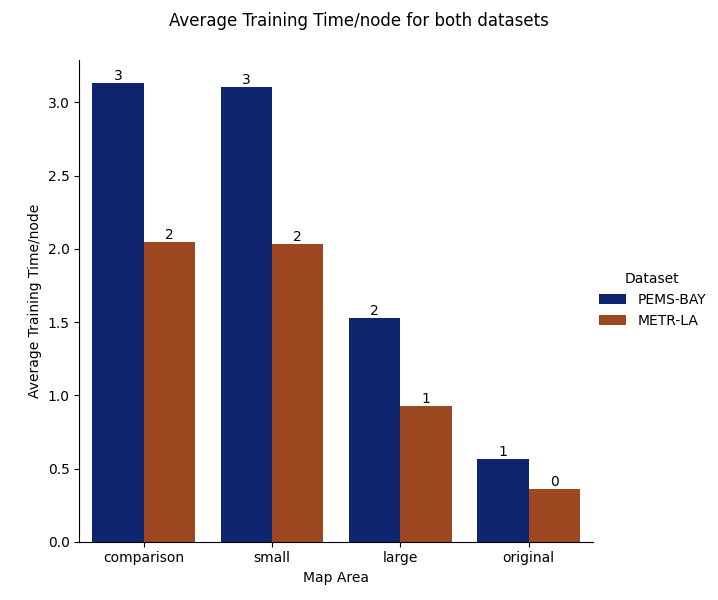 Average Training Time/node for both datasets
Average Training Time/node
3.0
2.5
2.0
1.5
1.0
0.5
0.0
3
2
3
2
2
1
1
0
comparison
small
large
original
Map Area
Dataset
PEMS-BAY
METR-LA